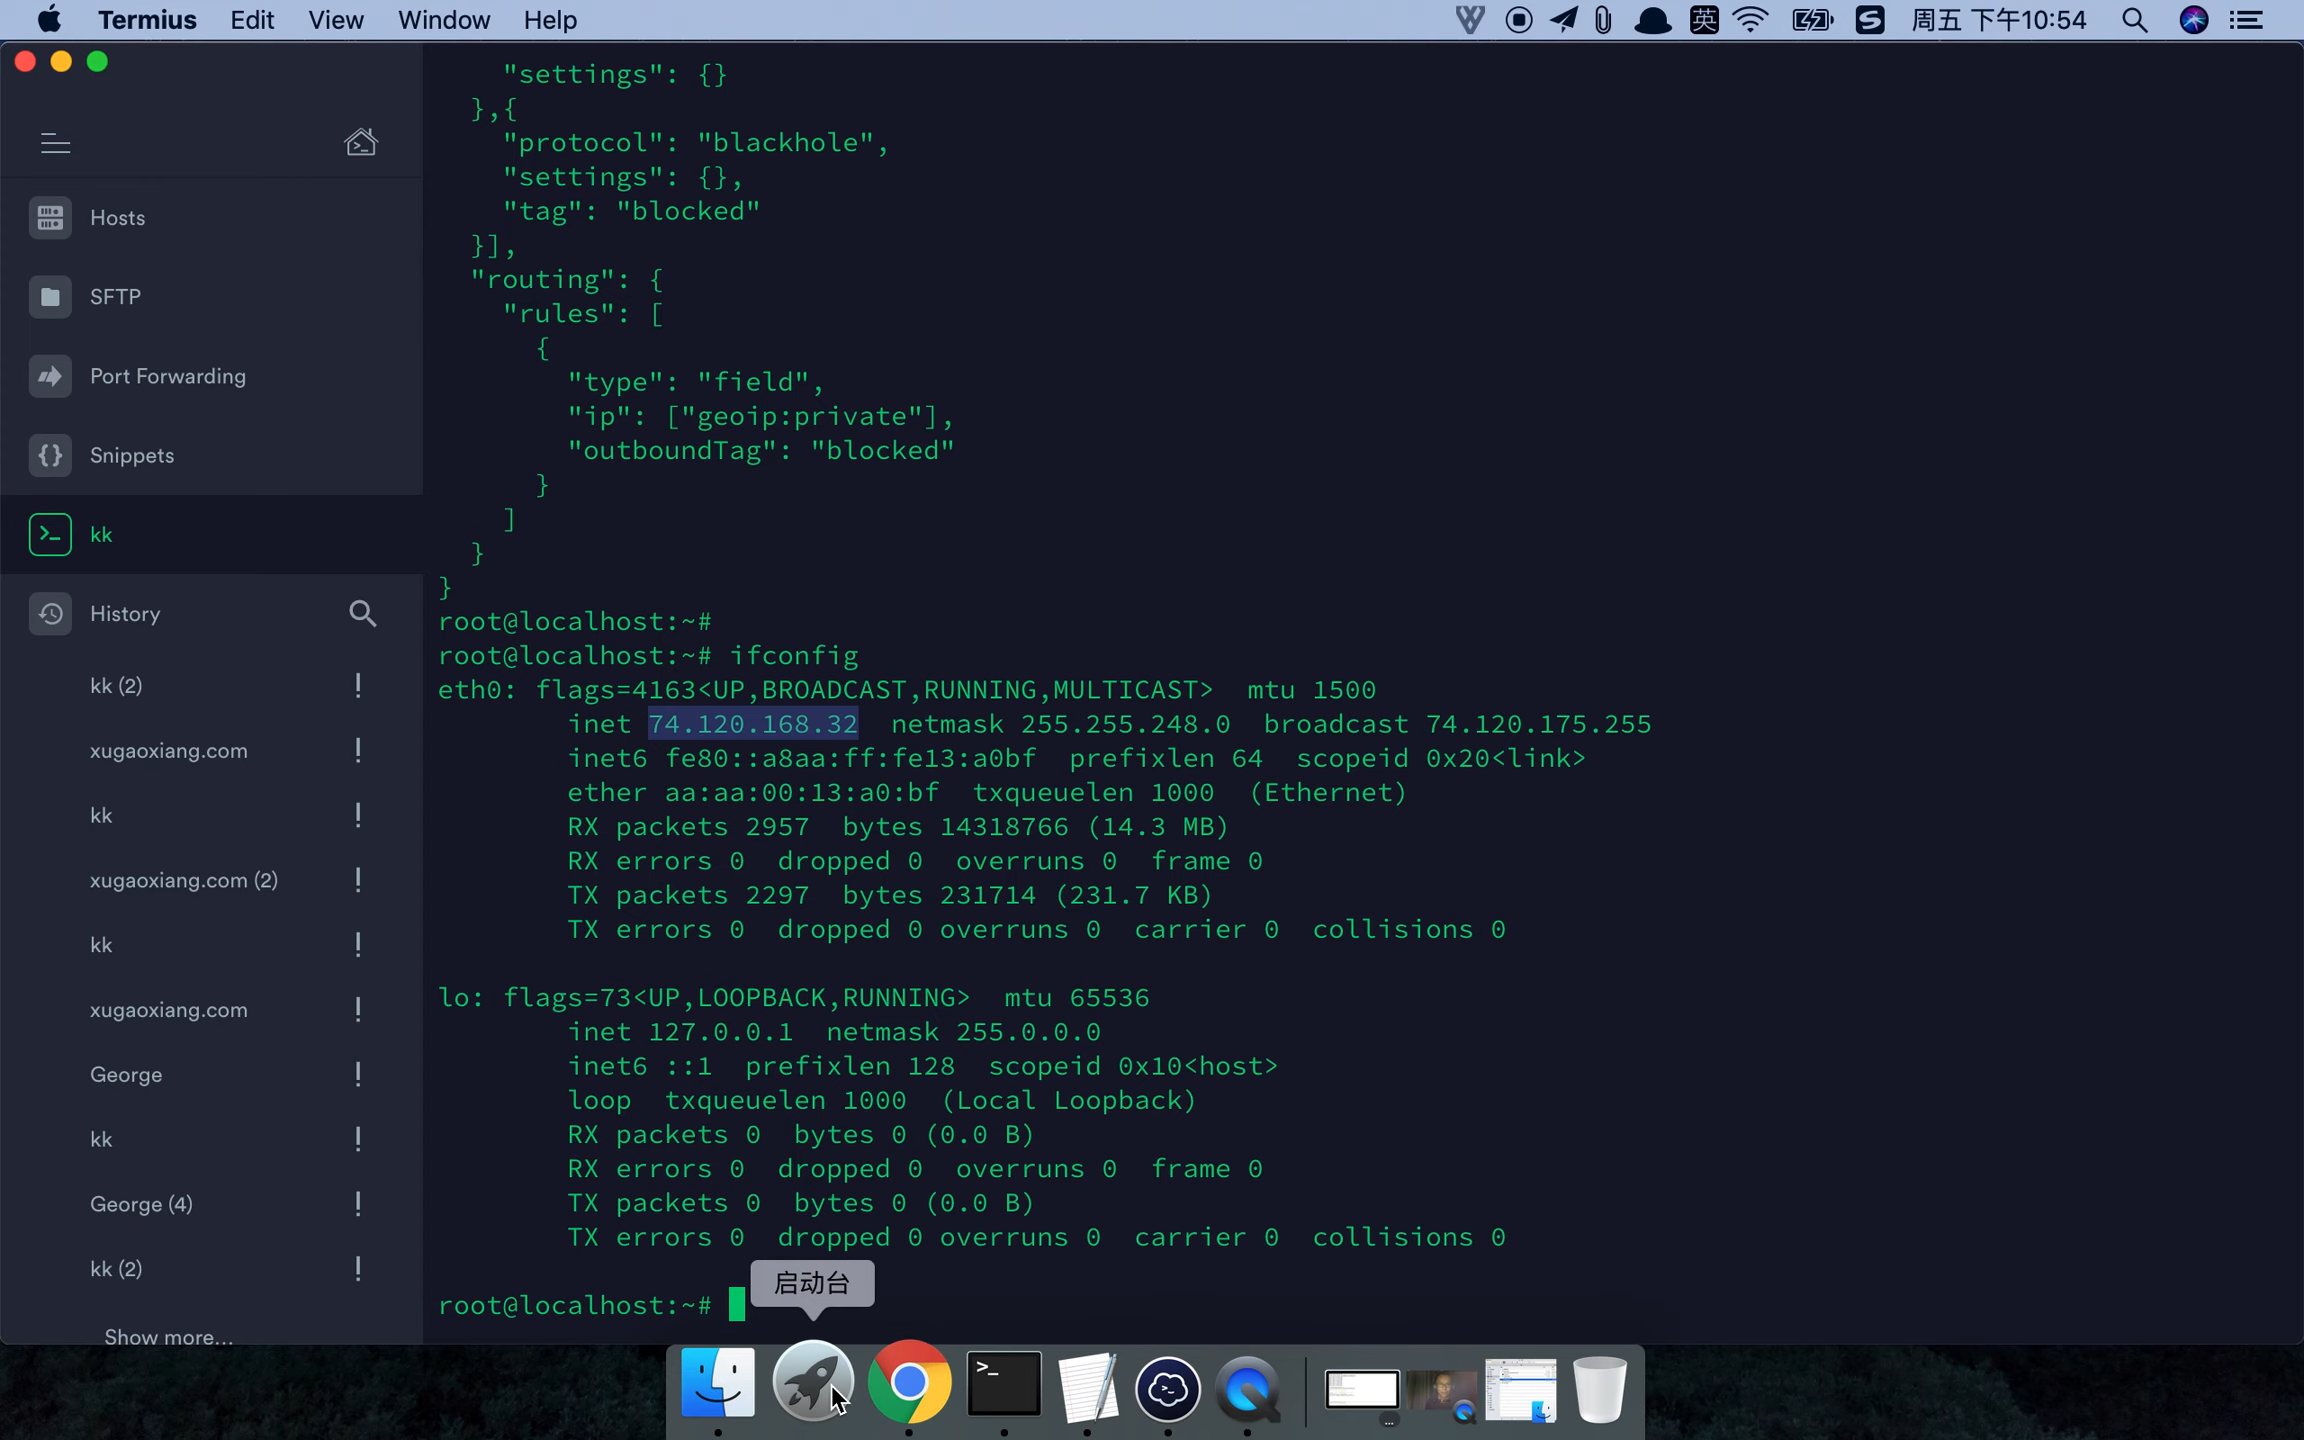 Termius Edit View Window Help
英 周五 下午10:54
"settings": {}
},{
"protocol": "blackhole",
"settings": {},
"tag": "blocked"
}],
"routing": {
"rules": [
{
"type": "field",
"ip": ["geoip:private"],
"outboundTag": "blocked"
}
]
}
}
root@localhost:~#
root@localhost:~# ifconfig
eth0: flags=4163<UP,BROADCAST,RUNNING,MULTICAST> mtu 1500
inet 74.120.168.32 netmask 255.255.248.0 broadcast 74.120.175.255
inet6 fe80::a8aa:ff:fe13:a0bf prefixlen 64 scopeid 0x20<link>
ether aa:aa:00:13:a0:bf txqueuelen 1000 (Ethernet)
RX packets 2957 bytes 14318766 (14.3 MB)
RX errors 0 dropped 0 overruns 0 frame 0
TX packets 2297 bytes 231714 (231.7 KB)
TX errors 0 dropped 0 overruns 0 carrier 0 collisions 0
lo: flags=73<UP,LOOPBACK,RUNNING> mtu 65536
inet 127.0.0.1 netmask 255.0.0.0
inet6 ::1 prefixlen 128 scopeid 0x10<host>
loop txqueuelen 1000 (Local Loopback)
RX packets 0 bytes 0 (0.0 B)
RX errors 0 dropped 0 overruns 0 frame 0
TX packets 0 bytes 0 (0.0 B)
TX errors 0 dropped 0 overruns 0 carrier 0 collisions 0
root@localhost:~#
启动台
Hosts
SFTP
Port Forwarding
Snippets
kk
History
kk (2) !
xugaoxiang.com !
kk !
xugaoxiang.com (2) !
kk !
xugaoxiang.com !
George !
kk !
George (4) !
kk (2) !
Show more...